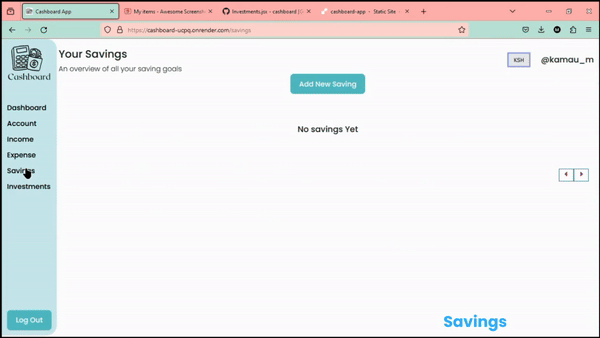 Cashboard App
My items - Awesome Screensh
Investments.jsx - cashboard (G
cashboard-app - Static Site -
https://cashboard-ucpq.onrender.com/savings
Cashboard
Your Savings
An overview of all your saving goals
KSH
@kamau_m
Add New Saving
No savings Yet
Dashboard
Account
Income
Expense
Savings
Investments
Log Out
Savings